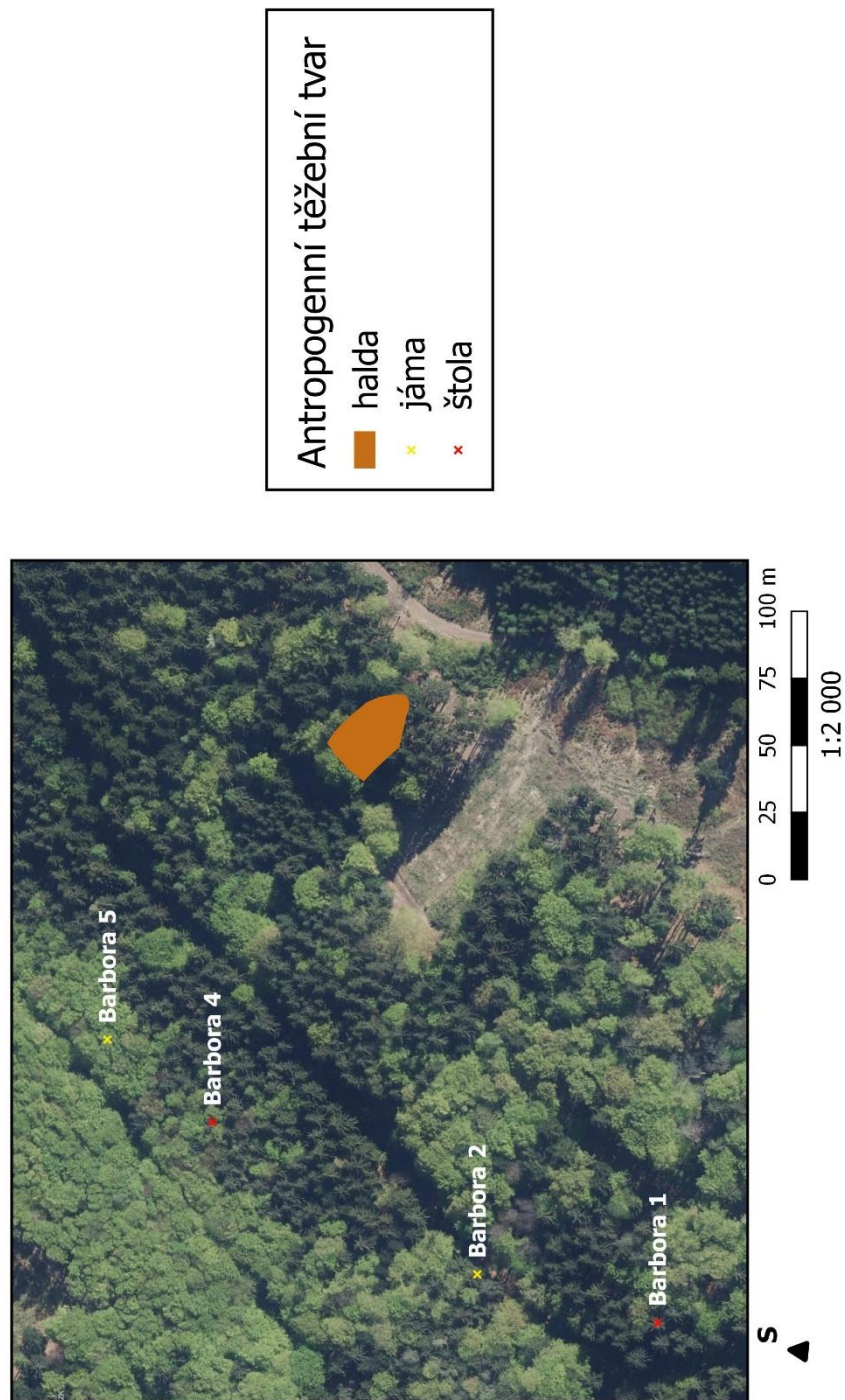 Barbora 5
Barbora 4
Barbora 2
Barbora 1
Antropogenní těžební tvar
halda
jáma
štola
S
0 25 50 75 100 m
1:2 000